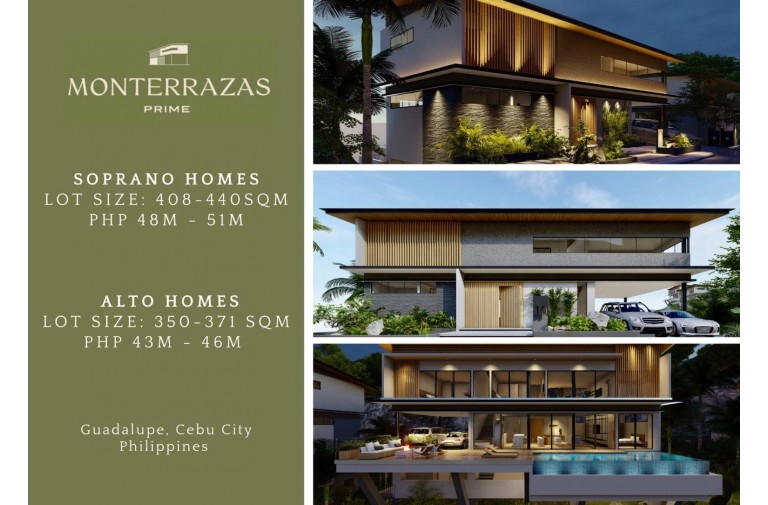 MONTERRAZAS
PRIME
SOPRANO HOMES
LOT SIZE: 408-440SQM
PHP 48M - 51M
ALTO HOMES
LOT SIZE: 350-371 SQM
PHP 43M - 46M
Guadalupe, Cebu City
Philippines